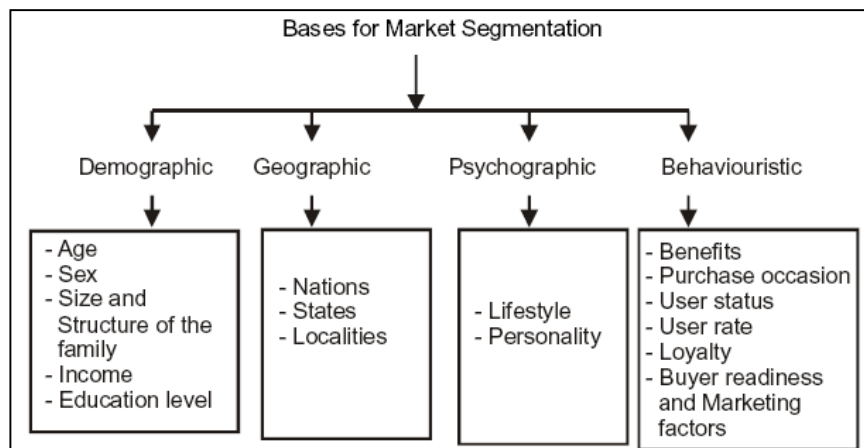 Bases for Market Segmentation
Demographic
Geographic
Psychographic
Behaviouristic
- Age
- Sex
- Size and
Structure of the
family
- Income
- Education level
- Nations
- States
- Localities
- Lifestyle
- Personality
- Benefits
- Purchase occasion
- User status
- User rate
- Loyalty
- Buyer readiness
and Marketing
factors